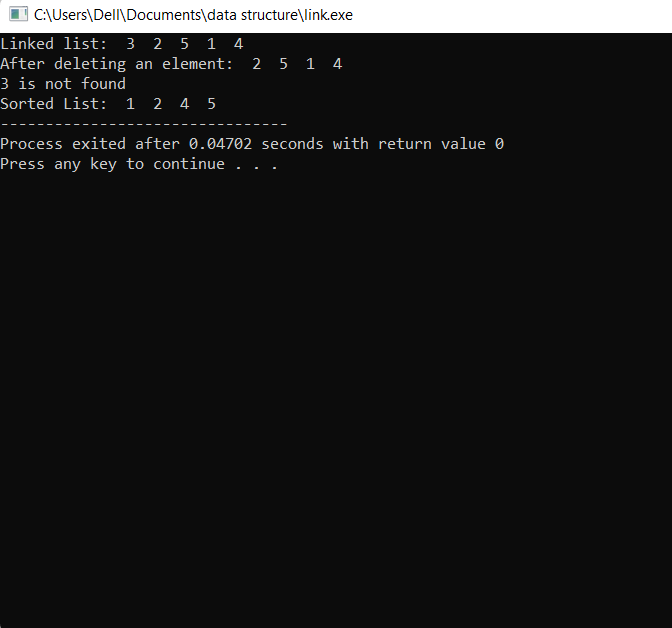 C:\Users\Dell\Documents\data structure\link.exe
Linked list:  3  2  5  1  4
After deleting an element:  2  5  1  4
3 is not found
Sorted List:  1  2  4  5
--------------------------------
Process exited after 0.04702 seconds with return value 0
Press any key to continue . . .